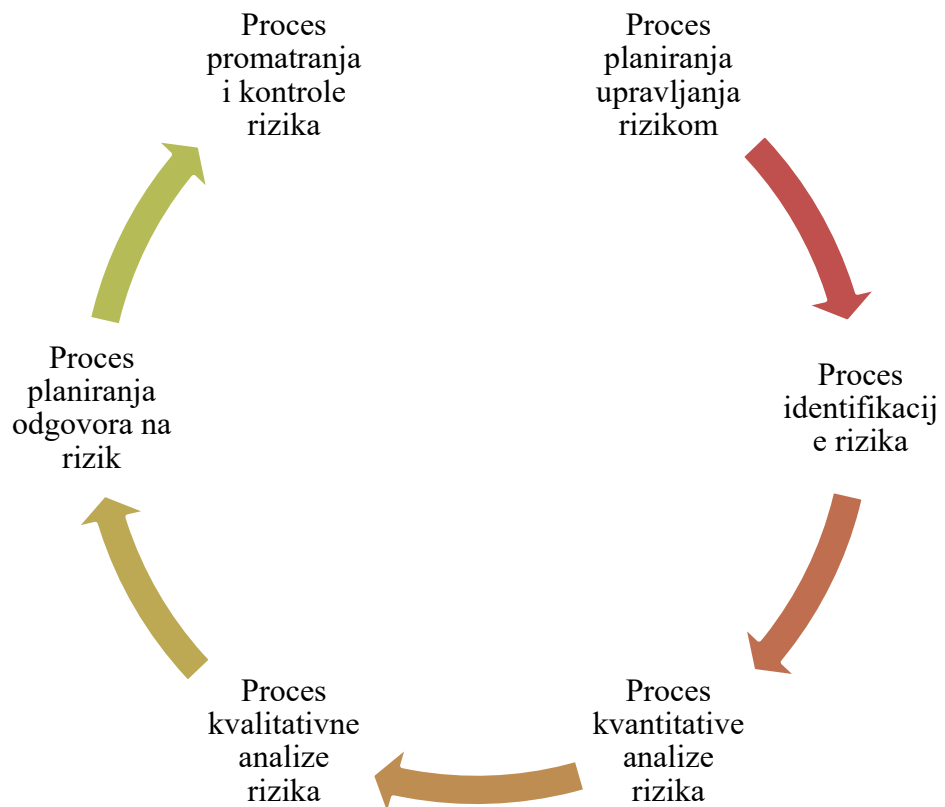 Proces
promatranja
i kontrole
rizika
Proces
planiranja
upravljanja
rizikom
Proces
identifikacij
e rizika
Proces
kvantitative
analize
rizika
Proces
kvalitativne
analize
rizika
Proces
planiranja
odgovora na
rizik